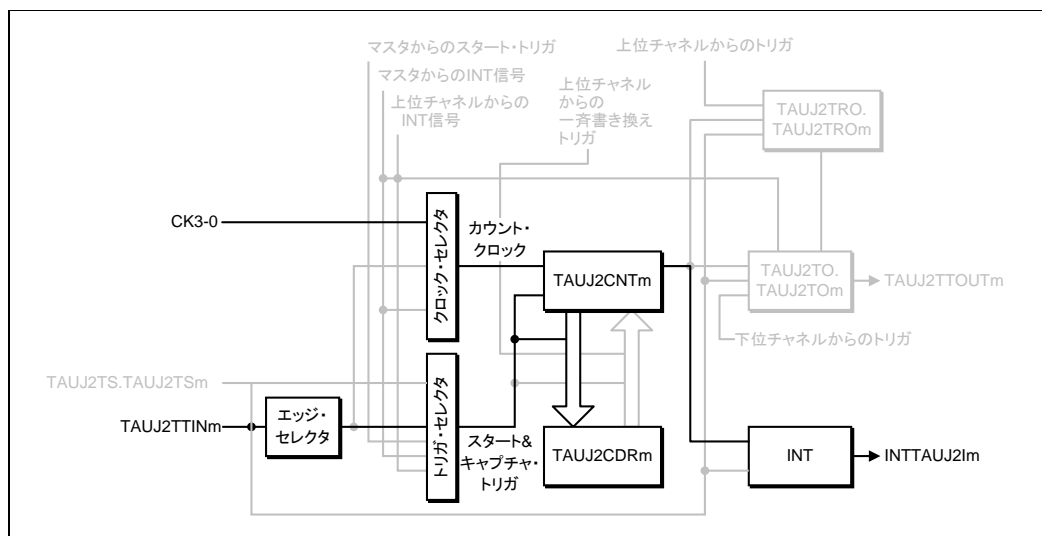 マスタからのスタート・トリガ
マスタからのINT信号
上位チャネルからの
INT信号
上位チャネル
からの
一斉書き換え
トリガ
上位チャネルからのトリガ
TAUJ2TRO.
TAUJ2TROm
CK3-0
クロック・セレクタ
カウント・
クロック
TAUJ2CNTm
TAUJ2TO.
TAUJ2TOm
TAUJ2TTOUTm
下位チャネルからのトリガ
TAUJ2TS.TAUJ2TSm
TAUJ2TTINm
エッジ・
セレクタ
トリガ・セレクタ
スタート&
キャプチャ・
トリガ
TAUJ2CDRm
INT
INTTAUJ2Im